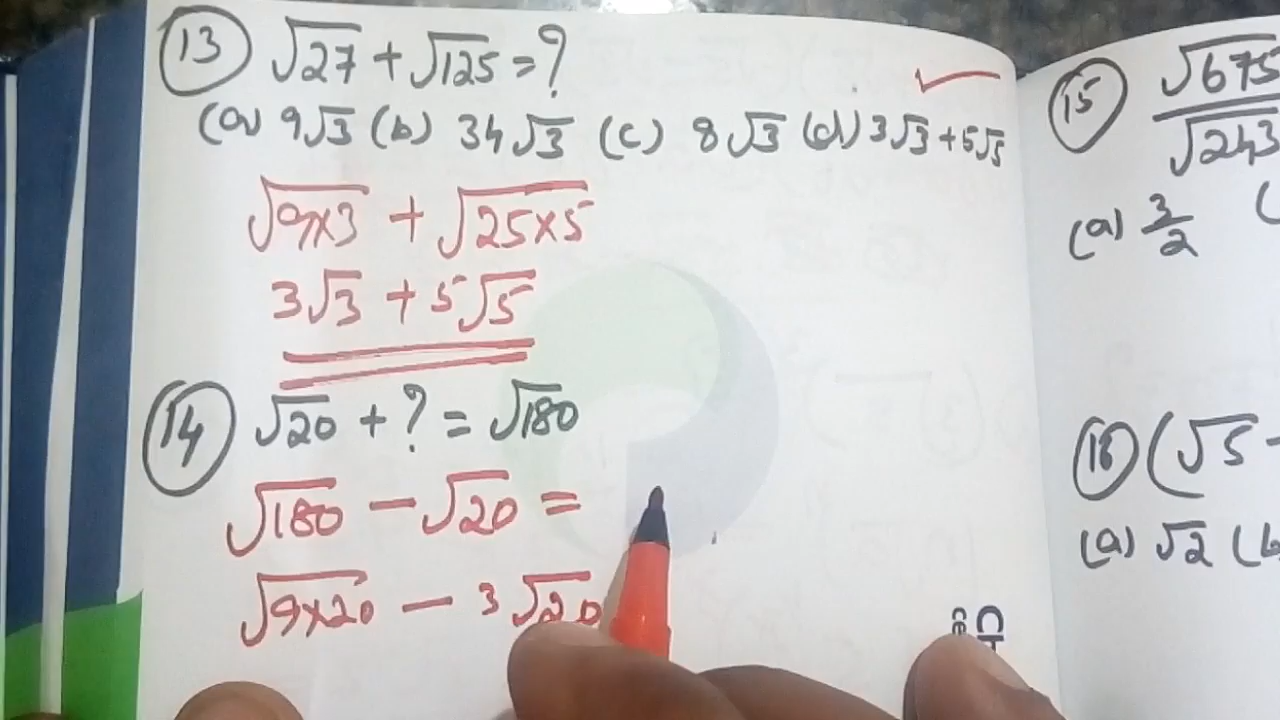 (13) √27 + √125 = ?
(a) 9√3 (b) 34√3 (c) 8√3 (d) 3√3 + 5√5
√9×3 + √25×5
3√3 + 5√5
(14) √20 + ? = √180
√180 − √20 =
√9×20 − 3√20
(15) √675
√243
(a) 3/2 (
(16) (√5 -
(a) √2 (b